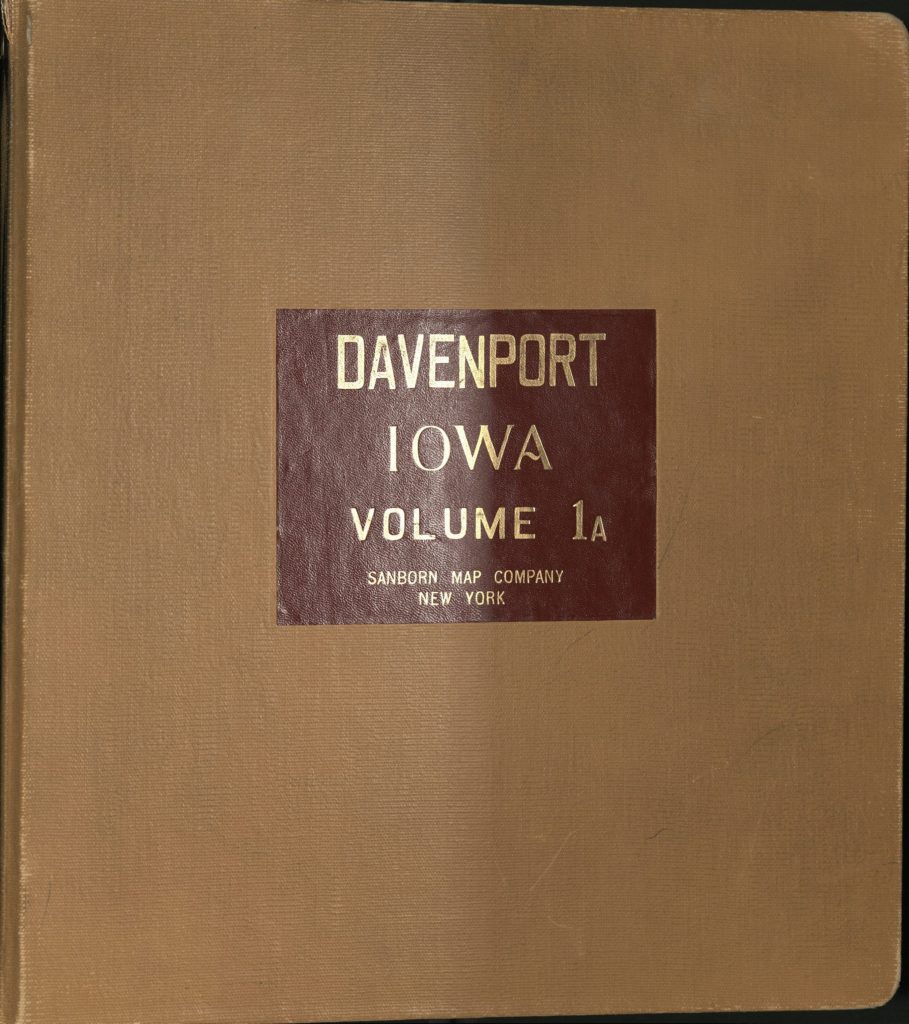 DAVENPORT
IOWA
VOLUME 1A
SANBORN MAP COMPANY
NEW YORK